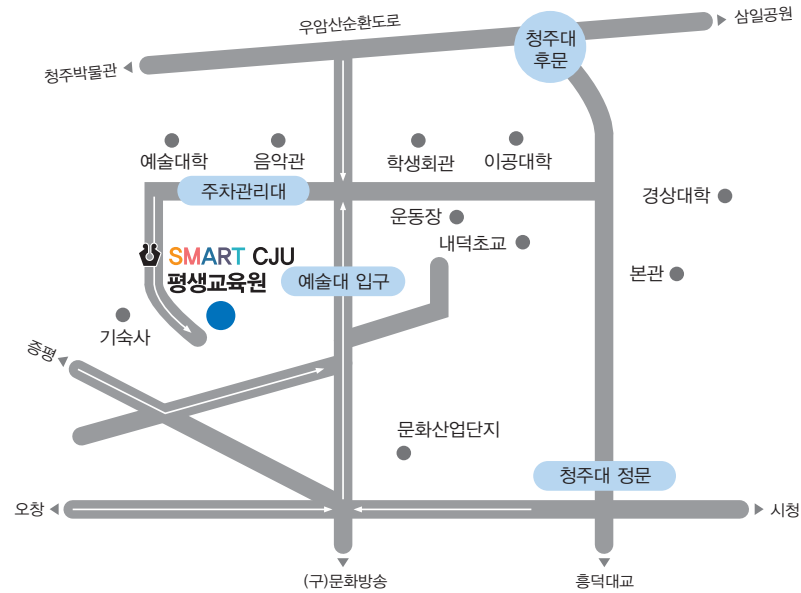 우암산순환도로
삼일공원
청주대
후문
청주박물관
예술대학
음악관
학생회관
이공대학
주차관리대
경상대학
운동장
내덕초교
SMART CJU
평생교육원
예술대 입구
본관
기숙사
증평
문화산업단지
청주대 정문
오창
시청
(구)문화방송
흥덕대교